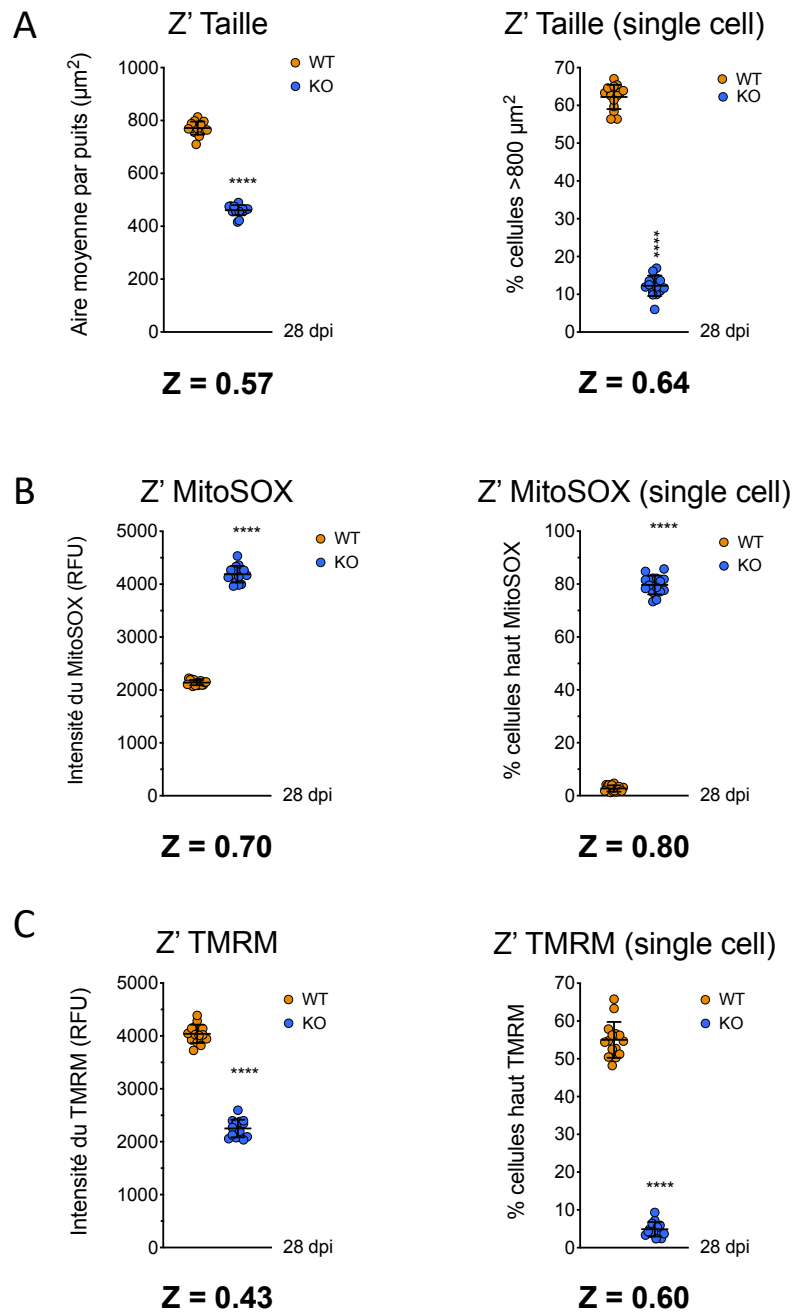 A
Z' Taille
Aire moyenne par puits (µm²)
1000
800
600
400
200
0
WT
KO
****
28 dpi
Z = 0.57
Z' Taille (single cell)
% cellules >800 µm²
70
60
50
40
30
20
10
0
WT
KO
****
28 dpi
Z = 0.64
B
Z' MitoSOX
Intensité du MitoSOX (RFU)
5000
4000
3000
2000
1000
0
****
WT
KO
28 dpi
Z = 0.70
Z' MitoSOX (single cell)
% cellules haut MitoSOX
100
80
60
40
20
0
****
WT
KO
28 dpi
Z = 0.80
C
Z' TMRM
Intensité du TMRM (RFU)
5000
4000
3000
2000
1000
0
WT
KO
****
28 dpi
Z = 0.43
Z' TMRM (single cell)
% cellules haut TMRM
70
60
50
40
30
20
10
0
WT
KO
****
28 dpi
Z = 0.60